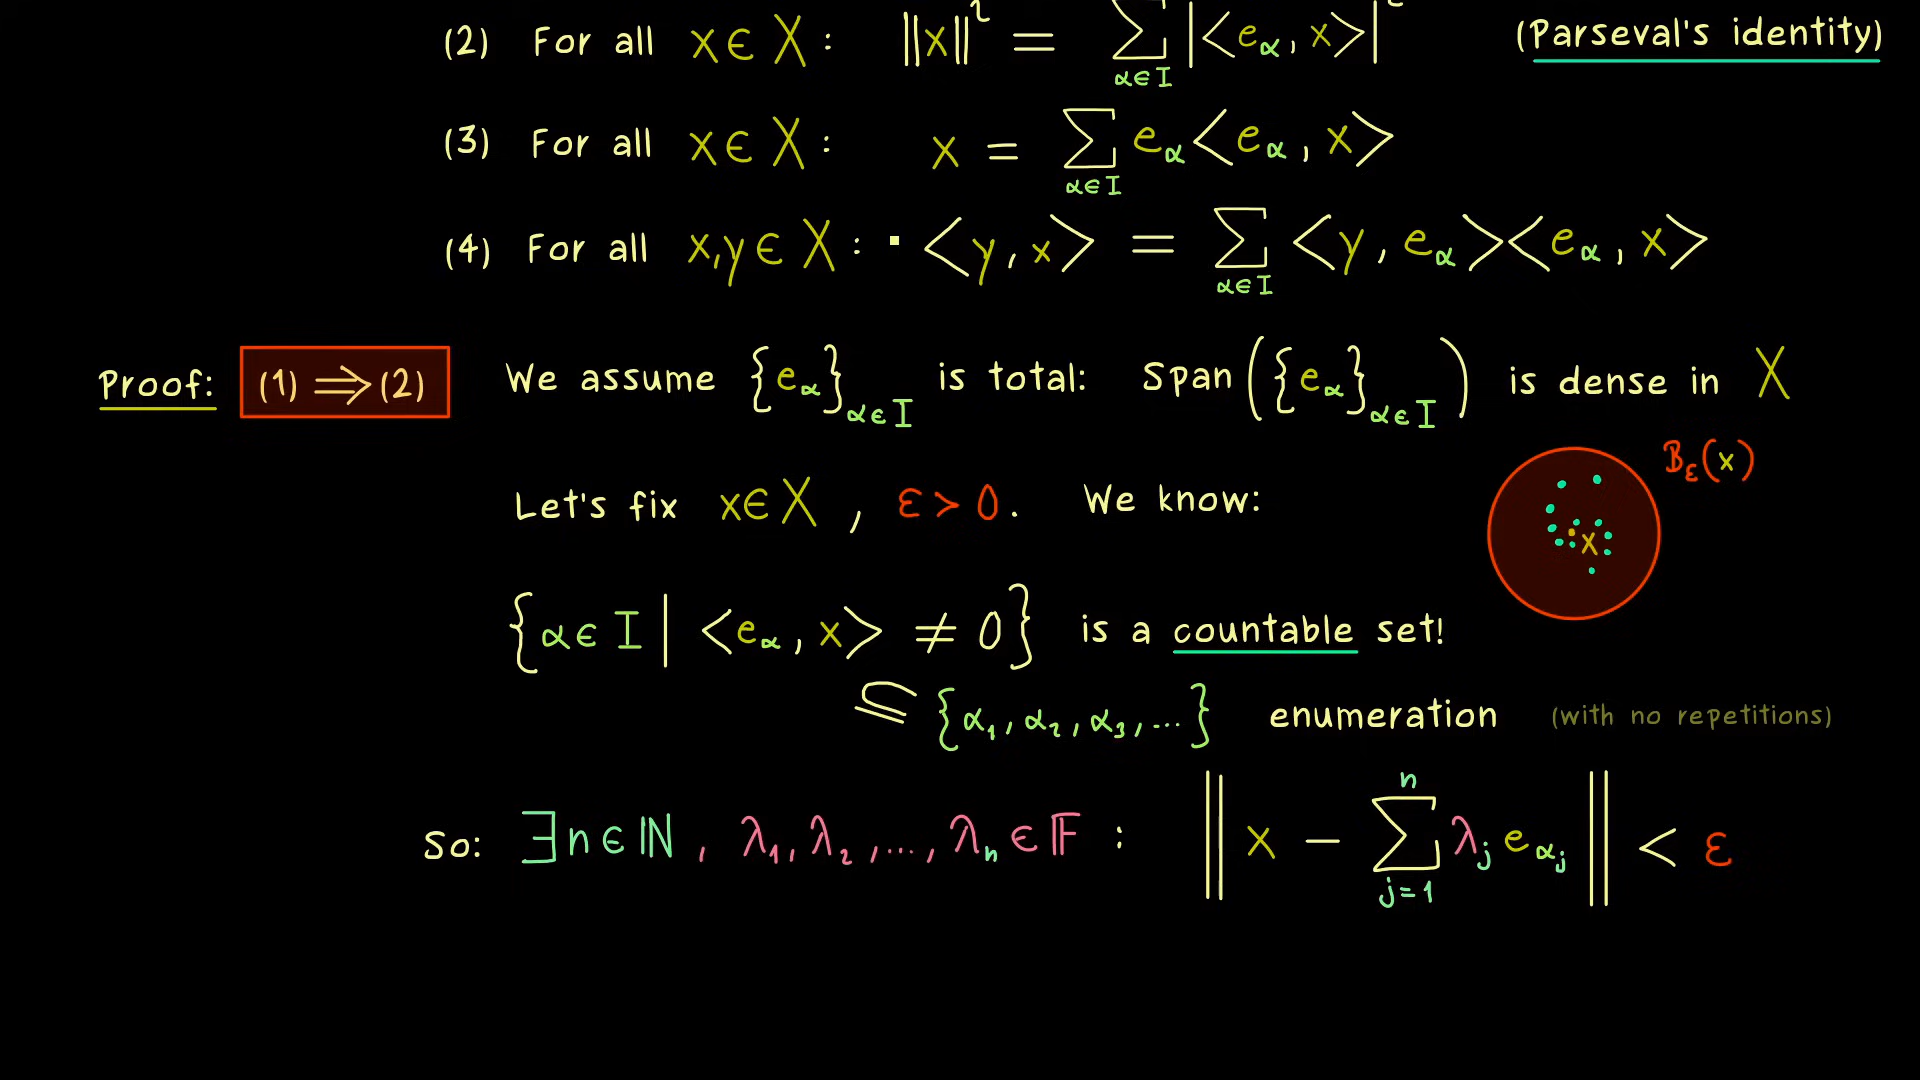 (2) For all x∈X: ‖x‖² = ∑_{α∈I} |<e_α, x>|² (Parseval's identity)
(3) For all x∈X: x = ∑_{α∈I} e_α<e_α, x>
(4) For all x,y∈X: · <y, x> = ∑_{α∈I} <y, e_α><e_α, x>
Proof: (1) ⟹ (2) We assume {e_α}_{α∈I} is total: Span({e_α}_{α∈I}) is dense in X
B_ε(x)
Let's fix x∈X, ε > 0. We know:
x
{α∈I | <e_α, x> ≠ 0} is a countable set!
⊆ {α₁, α₂, α₃, ...} enumeration (with no repetitions)
So: ∃n∈ℕ, λ₁, λ₂, ..., λ_n ∈ 𝔽 : ‖x − ∑_{j=1}^{n} λ_j e_{α_j}‖ < ε